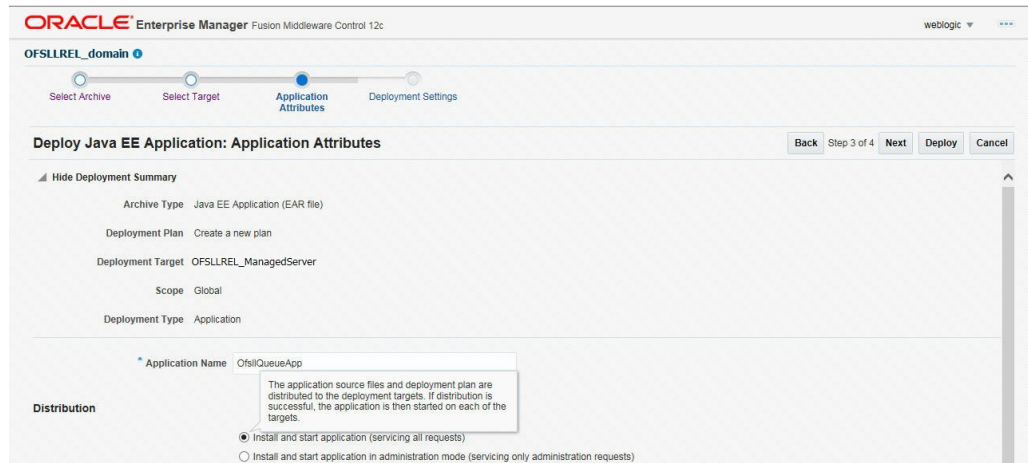 ORACLE® Enterprise Manager Fusion Middleware Control 12c
weblogic
OFSLLREL_domain
Select Archive
Select Target
Application Attributes
Deployment Settings
Deploy Java EE Application: Application Attributes
Back Step 3 of 4 Next Deploy Cancel
Hide Deployment Summary
Archive Type Java EE Application (EAR file)
Deployment Plan Create a new plan
Deployment Target OFSLLREL_ManagedServer
Scope Global
Deployment Type Application
* Application Name OfsllQueueApp
The application source files and deployment plan are
distributed to the deployment targets. If distribution is
successful, the application is then started on each of the
targets.
Distribution
Install and start application (servicing all requests)
Install and start application in administration mode (servicing only administration requests)